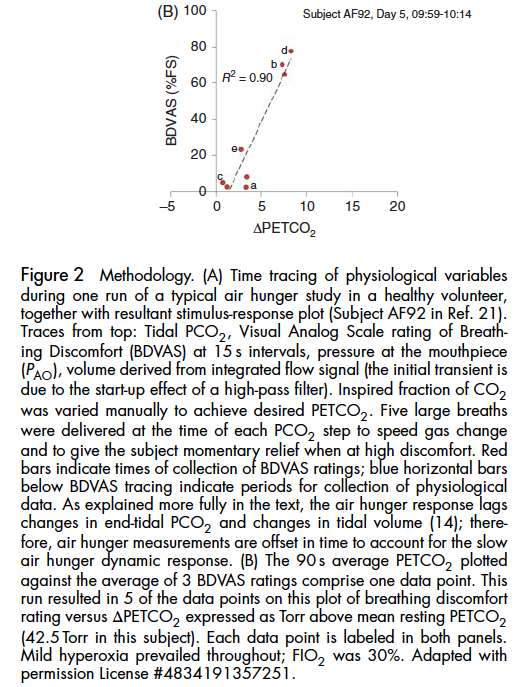 (B) 100
Subject AF92, Day 5, 09:59-10:14
80
60
40
20
0
BDVAS (%FS)
R² = 0.90
d
b
e
c
a
–5 0 5 10 15 20
ΔPETCO₂
Figure 2 Methodology. (A) Time tracing of physiological variables
during one run of a typical air hunger study in a healthy volunteer,
together with resultant stimulus-response plot (Subject AF92 in Ref. 21).
Traces from top: Tidal PCO₂, Visual Analog Scale rating of Breath-
ing Discomfort (BDVAS) at 15 s intervals, pressure at the mouthpiece
(P_AO), volume derived from integrated flow signal (the initial transient is
due to the start-up effect of a high-pass filter). Inspired fraction of CO₂
was varied manually to achieve desired PETCO₂. Five large breaths
were delivered at the time of each PCO₂ step to speed gas change
and to give the subject momentary relief when at high discomfort. Red
bars indicate times of collection of BDVAS ratings; blue horizontal bars
below BDVAS tracing indicate periods for collection of physiological
data. As explained more fully in the text, the air hunger response lags
changes in end-tidal PCO₂ and changes in tidal volume (14); there-
fore, air hunger measurements are offset in time to account for the slow
air hunger dynamic response. (B) The 90 s average PETCO₂ plotted
against the average of 3 BDVAS ratings comprise one data point. This
run resulted in 5 of the data points on this plot of breathing discomfort
rating versus ΔPETCO₂ expressed as Torr above mean resting PETCO₂
(42.5 Torr in this subject). Each data point is labeled in both panels.
Mild hyperoxia prevailed throughout; FIO₂ was 30%. Adapted with
permission License #4834191357251.